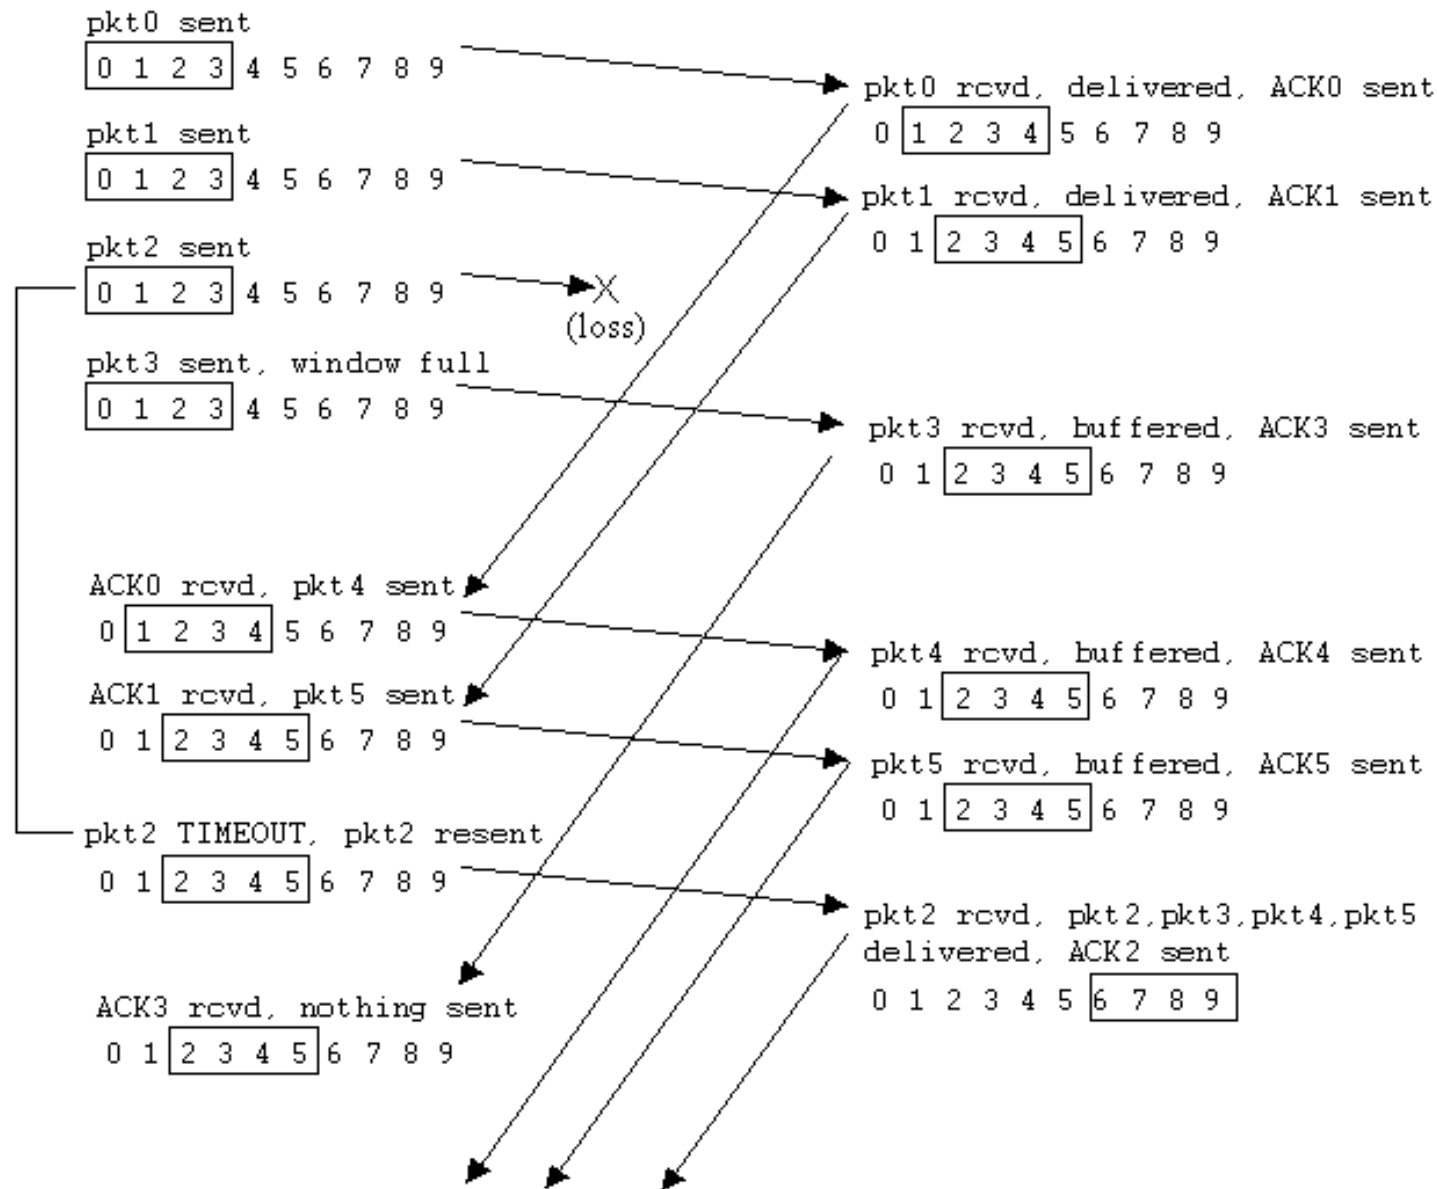 pkt0 sent
0 1 2 3 4 5 6 7 8 9
pkt1 sent
0 1 2 3 4 5 6 7 8 9
pkt2 sent
0 1 2 3 4 5 6 7 8 9
X
(loss)
pkt3 sent, window full
0 1 2 3 4 5 6 7 8 9
ACK0 rcvd, pkt4 sent
0 1 2 3 4 5 6 7 8 9
ACK1 rcvd, pkt5 sent
0 1 2 3 4 5 6 7 8 9
pkt2 TIMEOUT, pkt2 resent
0 1 2 3 4 5 6 7 8 9
ACK3 rcvd, nothing sent
0 1 2 3 4 5 6 7 8 9
pkt0 rcvd, delivered, ACK0 sent
0 1 2 3 4 5 6 7 8 9
pkt1 rcvd, delivered, ACK1 sent
0 1 2 3 4 5 6 7 8 9
pkt3 rcvd, buffered, ACK3 sent
0 1 2 3 4 5 6 7 8 9
pkt4 rcvd, buffered, ACK4 sent
0 1 2 3 4 5 6 7 8 9
pkt5 rcvd, buffered, ACK5 sent
0 1 2 3 4 5 6 7 8 9
pkt2 rcvd, pkt2,pkt3,pkt4,pkt5
delivered, ACK2 sent
0 1 2 3 4 5 6 7 8 9